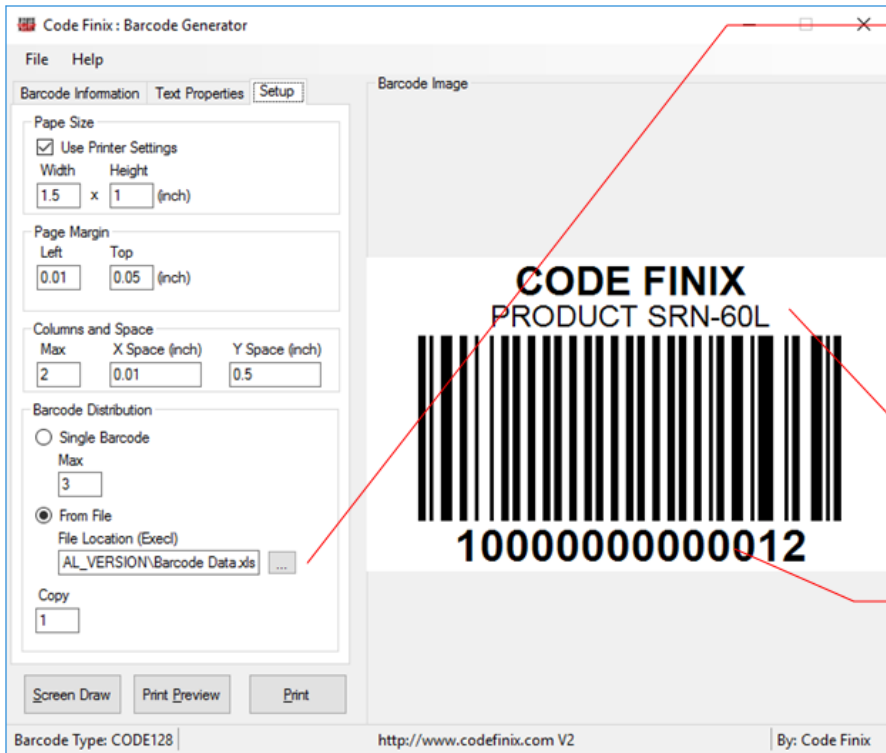 Code Finix : Barcode Generator
File Help
Barcode Information Text Properties Setup
Pape Size
Use Printer Settings
Width Height
1.5 x 1 (inch)
Page Margin
Left Top
0.01 0.05 (inch)
Columns and Space
Max X Space (inch) Y Space (inch)
2 0.01 0.5
Barcode Distribution
Single Barcode
Max
3
From File
File Location (Execl)
AL_VERSION\Barcode Data.xls ...
Copy
1
Screen Draw Print Preview Print
Barcode Image
CODE FINIX
PRODUCT SRN-60L
10000000000012
Barcode Type: CODE128 http://www.codefinix.com V2 By: Code Finix